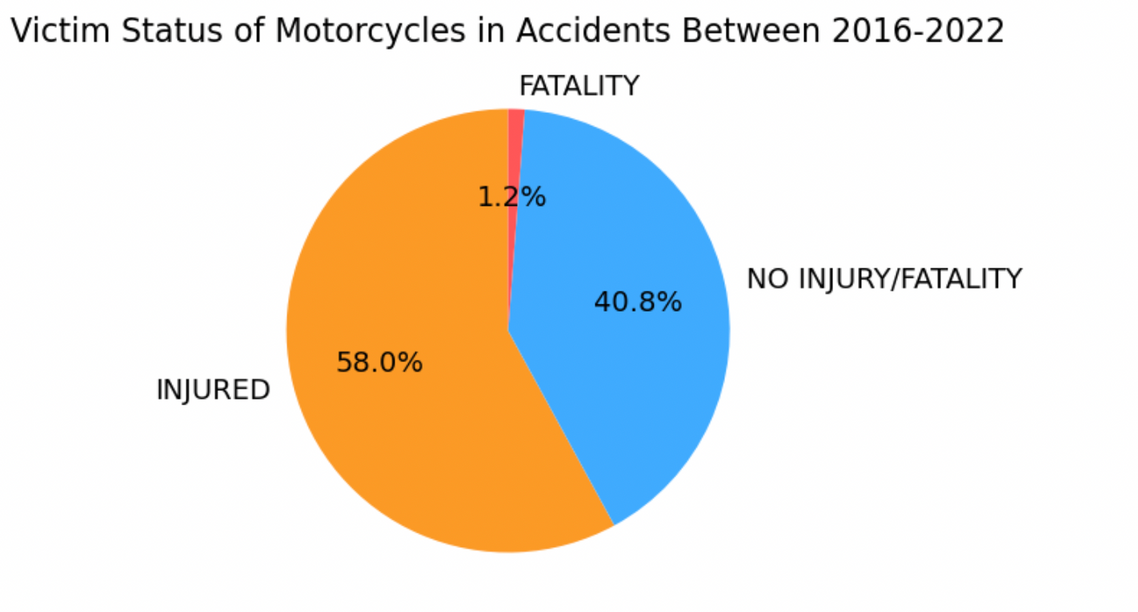 Victim Status of Motorcycles in Accidents Between 2016-2022
FATALITY
1.2%
NO INJURY/FATALITY
40.8%
58.0%
INJURED